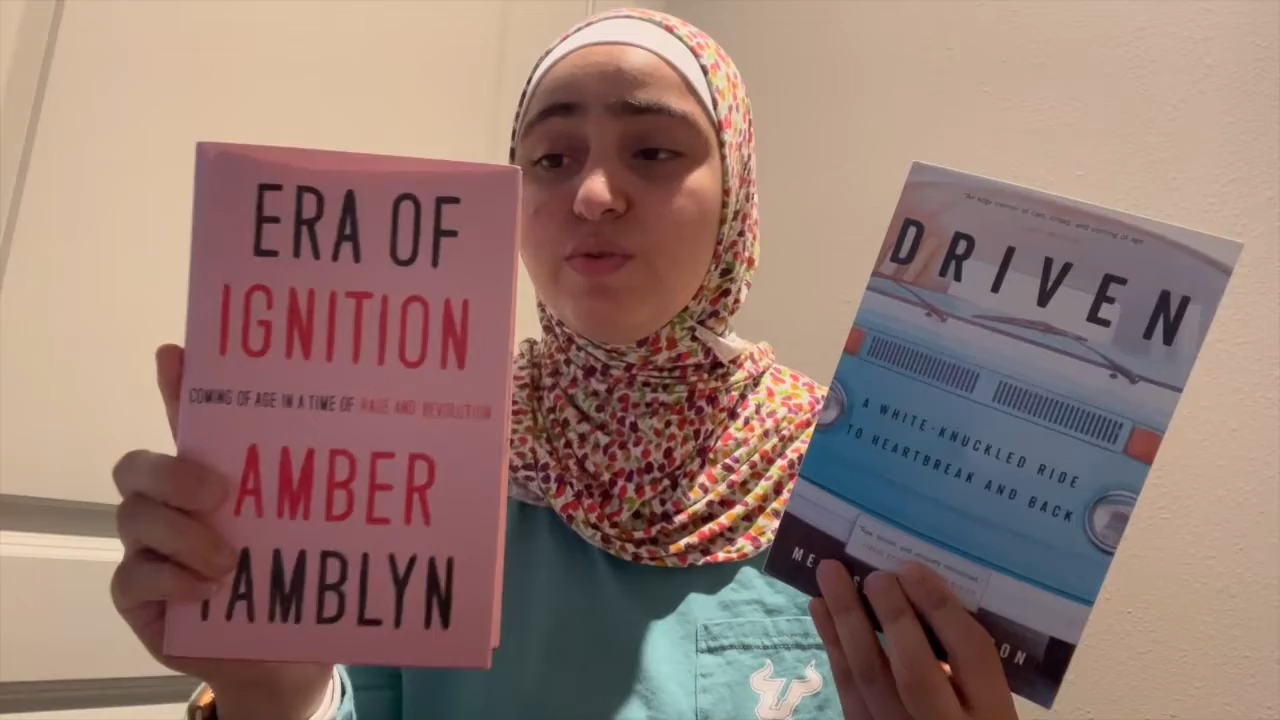 ERA OF
IGNITION
COMING OF AGE IN A TIME OF RAGE AND REVOLUTION
AMBER
TAMBLYN
DRIVEN
A WHITE-KNUCKLED RIDE
TO HEARTBREAK AND BACK